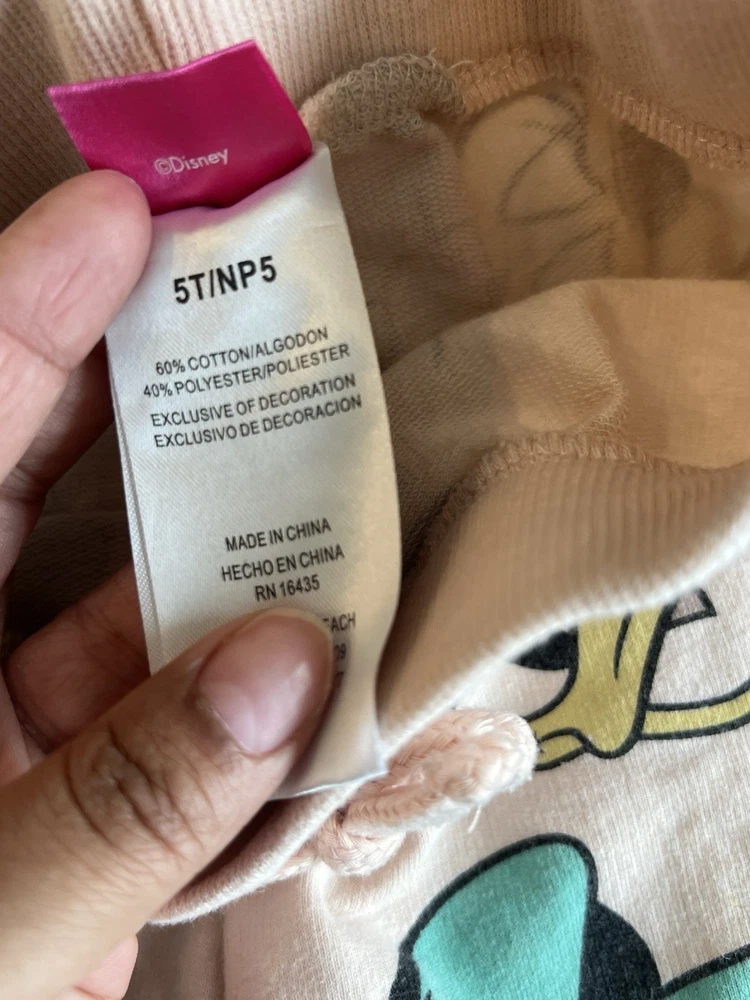 ©Disney
5T/NP5
60% COTTON/ALGODON
40% POLYESTER/POLIESTER
EXCLUSIVE OF DECORATION
EXCLUSIVO DE DECORACION
MADE IN CHINA
HECHO EN CHINA
RN 16435